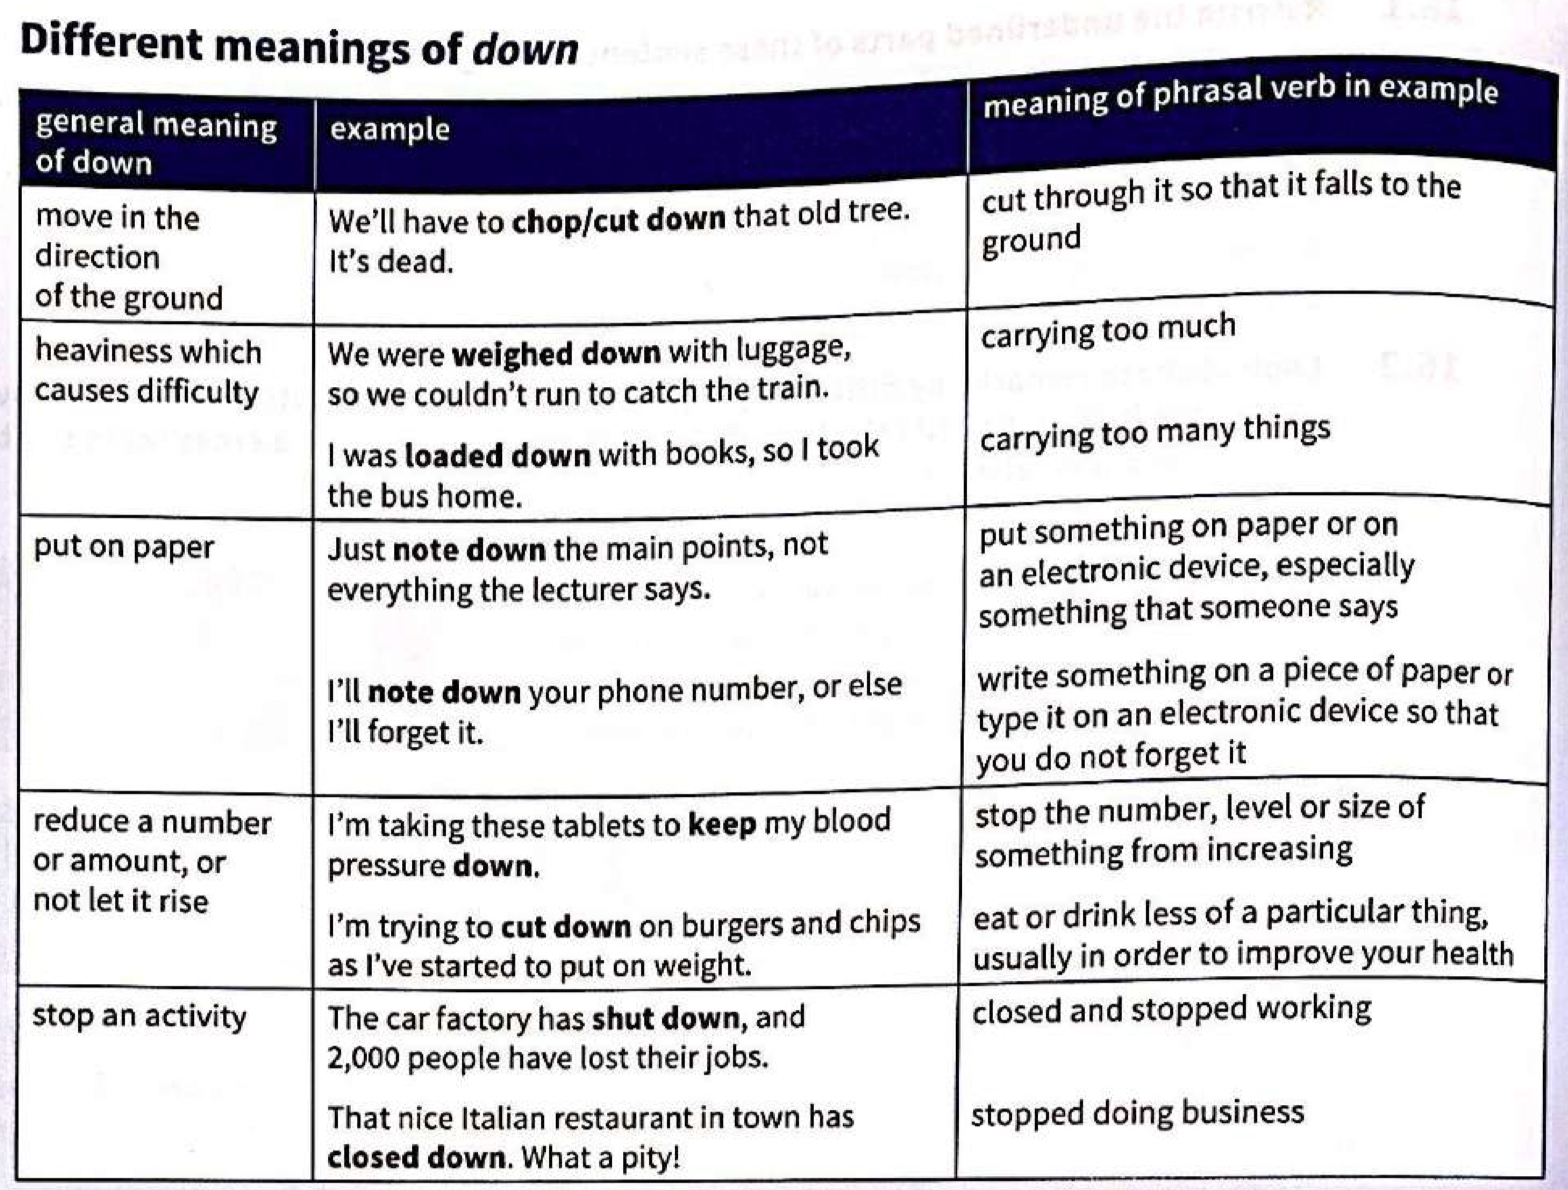 Different meanings of down
general meaning
of down
example
meaning of phrasal verb in example
move in the
direction
of the ground
We'll have to chop/cut down that old tree.
It's dead.
cut through it so that it falls to the
ground
heaviness which
causes difficulty
We were weighed down with luggage,
so we couldn't run to catch the train.
carrying too much
I was loaded down with books, so I took
the bus home.
carrying too many things
put on paper
Just note down the main points, not
everything the lecturer says.
put something on paper or on
an electronic device, especially
something that someone says
I'll note down your phone number, or else
I'll forget it.
write something on a piece of paper or
type it on an electronic device so that
you do not forget it
reduce a number
or amount, or
not let it rise
I'm taking these tablets to keep my blood
pressure down.
stop the number, level or size of
something from increasing
I'm trying to cut down on burgers and chips
as I've started to put on weight.
eat or drink less of a particular thing,
usually in order to improve your health
stop an activity
The car factory has shut down, and
2,000 people have lost their jobs.
closed and stopped working
That nice Italian restaurant in town has
closed down. What a pity!
stopped doing business